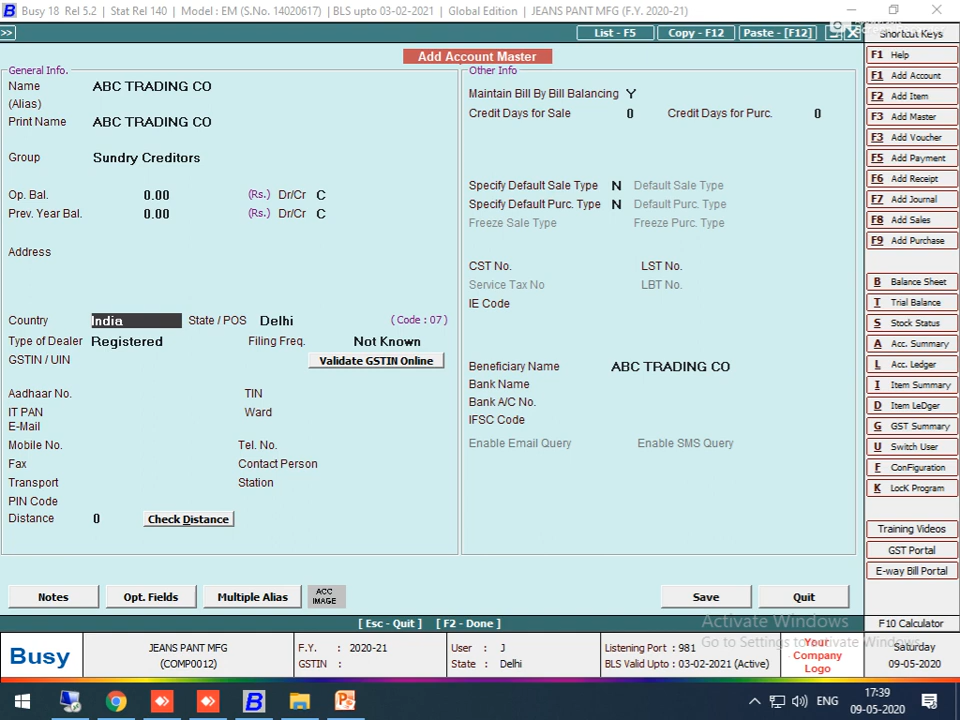 Busy 18 Rel 5.2 | Stat Rel 140 | Model : EM (S.No. 14020617) | BLS upto 03-02-2021 | Global Edition | JEANS PANT MFG (F.Y. 2020-21)
>> List - F5 Copy - F12 Paste - [F12]
Add Account Master
General Info.
Name ABC TRADING CO
(Alias)
Print Name ABC TRADING CO
Group Sundry Creditors
Op. Bal. 0.00 (Rs.) Dr/Cr C
Prev. Year Bal. 0.00 (Rs.) Dr/Cr C
Address
Country India State / POS Delhi (Code : 07)
Type of Dealer Registered Filing Freq. Not Known
GSTIN / UIN Validate GSTIN Online
Aadhaar No. TIN
IT PAN Ward
E-Mail
Mobile No. Tel. No.
Fax Contact Person
Transport Station
PIN Code
Distance 0 Check Distance
Other Info
Maintain Bill By Bill Balancing Y
Credit Days for Sale 0 Credit Days for Purc. 0
Specify Default Sale Type N Default Sale Type
Specify Default Purc. Type N Default Purc. Type
Freeze Sale Type Freeze Purc. Type
CST No. LST No.
Service Tax No LBT No.
IE Code
Beneficiary Name ABC TRADING CO
Bank Name
Bank A/C No.
IFSC Code
Enable Email Query Enable SMS Query
Notes Opt. Fields Multiple Alias ACC IMAGE Save Quit
[ Esc - Quit ] [ F2 - Done ]
Shortcut Keys
F1 Help
F1 Add Account
F2 Add Item
F3 Add Master
F3 Add Voucher
F5 Add Payment
F6 Add Receipt
F7 Add Journal
F8 Add Sales
F9 Add Purchase
B Balance Sheet
T Trial Balance
S Stock Status
A Acc. Summary
L Acc. Ledger
I Item Summary
D Item LeDger
G GST Summary
U Switch User
F ConFiguration
K LocK Program
Training Videos
GST Portal
E-way Bill Portal
F10 Calculator
Activate Windows
Go to Settings to activate Windows.
Busy
JEANS PANT MFG
(COMP0012)
F.Y. : 2020-21
GSTIN :
User : J
State : Delhi
Listening Port : 981
BLS Valid Upto : 03-02-2021 (Active)
Your
Company
Logo
Saturday
09-05-2020
ENG
17:39
09-05-2020